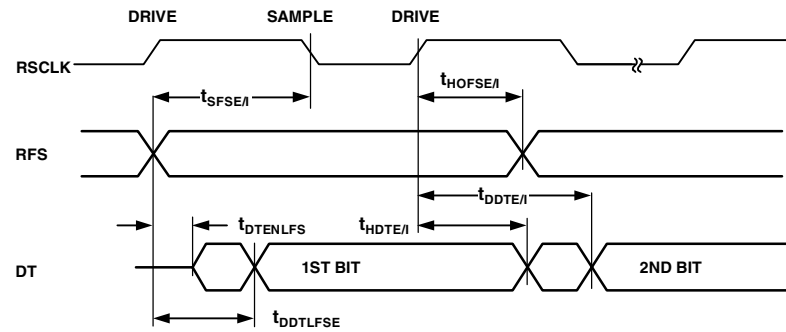 DRIVE SAMPLE DRIVE
RSCLK
tHOFSE/I
tSFSE/I
RFS
tDDTE/I
tDTENLFS
tHDTE/I
DT
1ST BIT
2ND BIT
tDDTLFSE